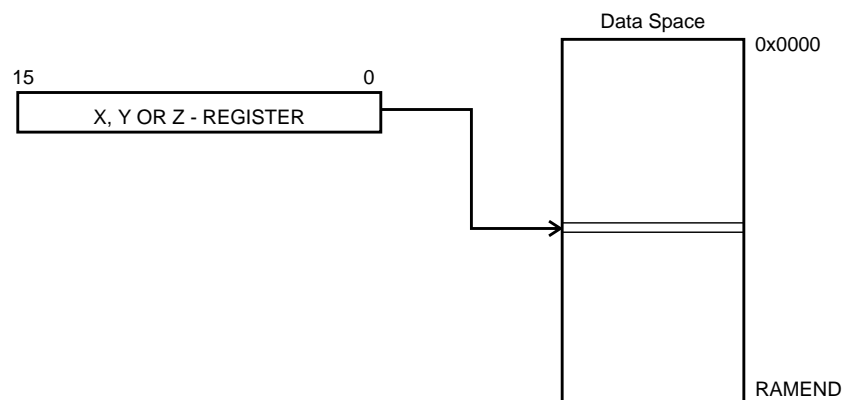 Data Space
0x0000
15
0
X, Y OR Z - REGISTER
RAMEND